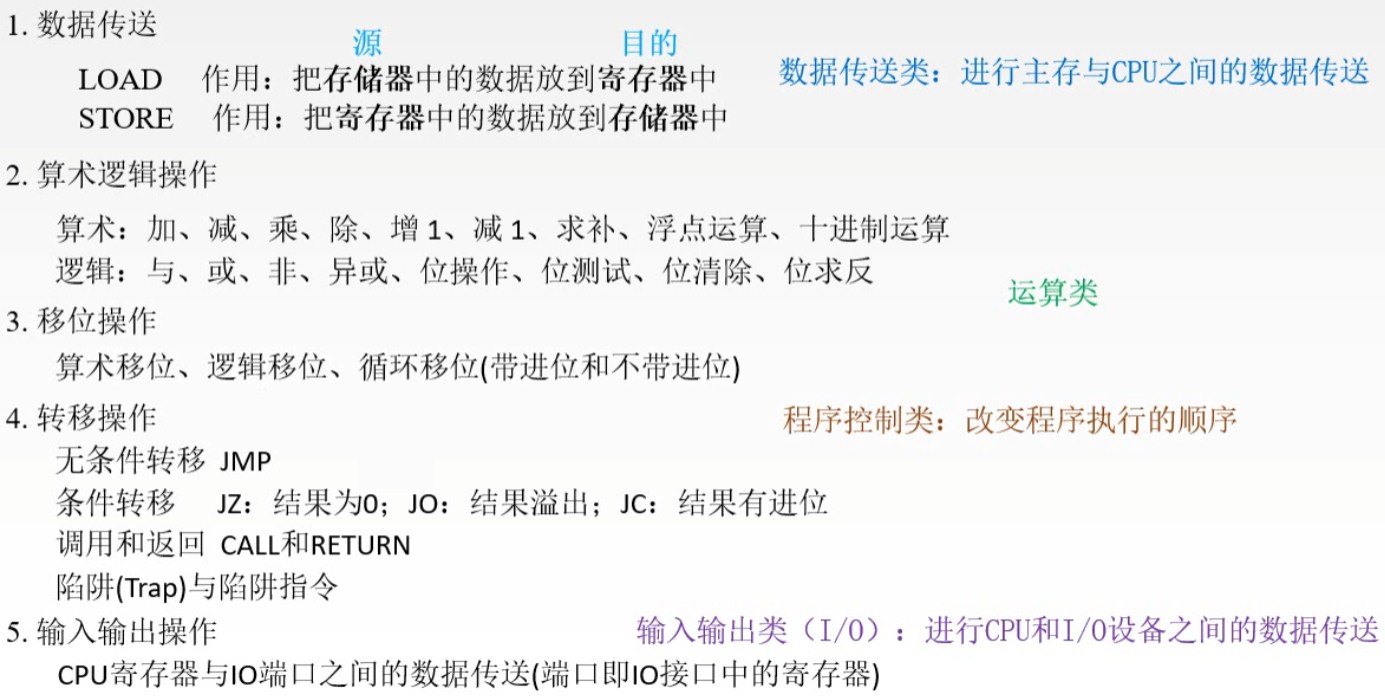 1. 数据传送
源 目的
LOAD 作用：把存储器中的数据放到寄存器中
数据传送类：进行主存与CPU之间的数据传送
STORE 作用：把寄存器中的数据放到存储器中
2. 算术逻辑操作
算术：加、减、乘、除、增 1、减 1、求补、浮点运算、十进制运算
逻辑：与、或、非、异或、位操作、位测试、位清除、位求反
运算类
3. 移位操作
算术移位、逻辑移位、循环移位(带进位和不带进位)
4. 转移操作
程序控制类：改变程序执行的顺序
无条件转移 JMP
条件转移 JZ：结果为0；JO：结果溢出；JC：结果有进位
调用和返回 CALL和RETURN
陷阱(Trap)与陷阱指令
5. 输入输出操作
输入输出类（I/O）：进行CPU和I/O设备之间的数据传送
CPU寄存器与IO端口之间的数据传送(端口即IO接口中的寄存器)